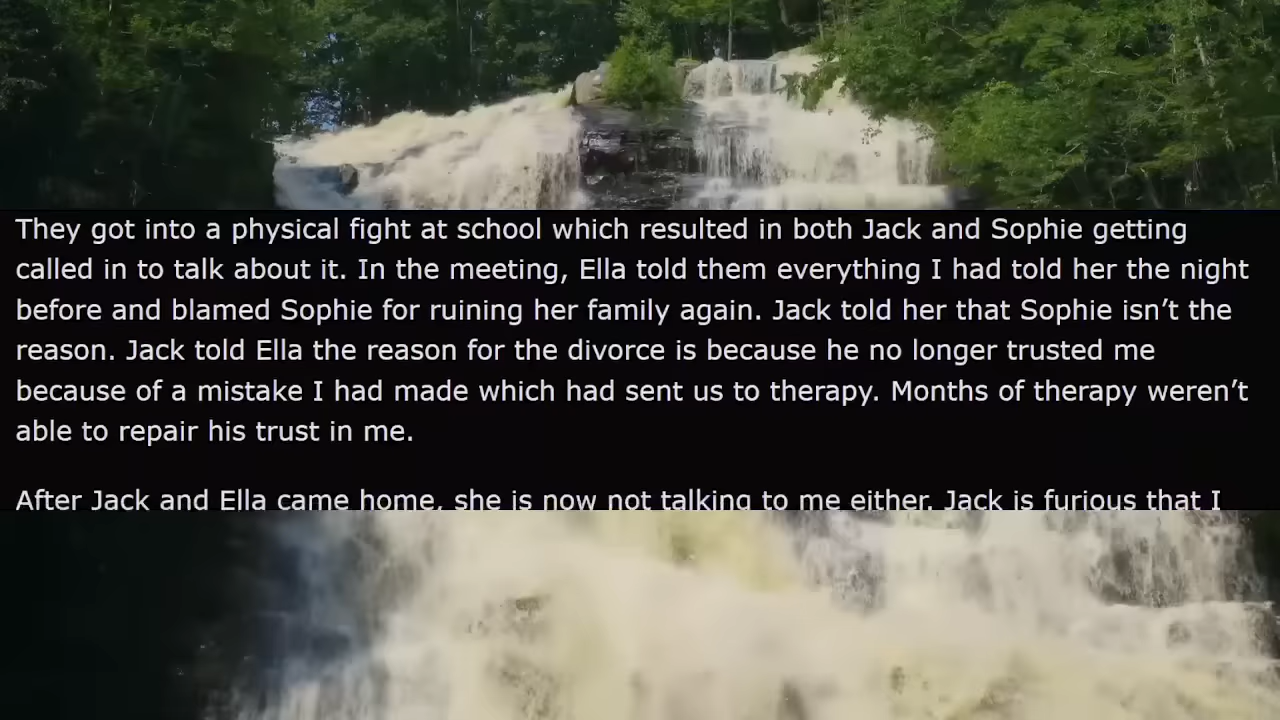 They got into a physical fight at school which resulted in both Jack and Sophie getting
called in to talk about it. In the meeting, Ella told them everything I had told her the night
before and blamed Sophie for ruining her family again. Jack told her that Sophie isn’t the
reason. Jack told Ella the reason for the divorce is because he no longer trusted me
because of a mistake I had made which had sent us to therapy. Months of therapy weren’t
able to repair his trust in me.
After Jack and Ella came home, she is now not talking to me either. Jack is furious that I